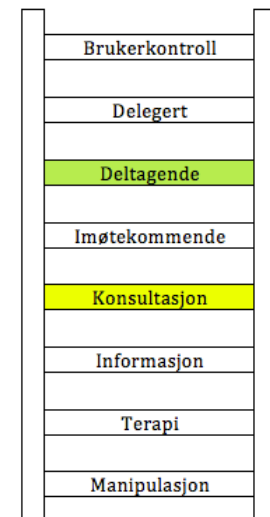 Brukerkontroll
Delegert
Deltagende
Imøtekommende
Konsultasjon
Informasjon
Terapi
Manipulasjon